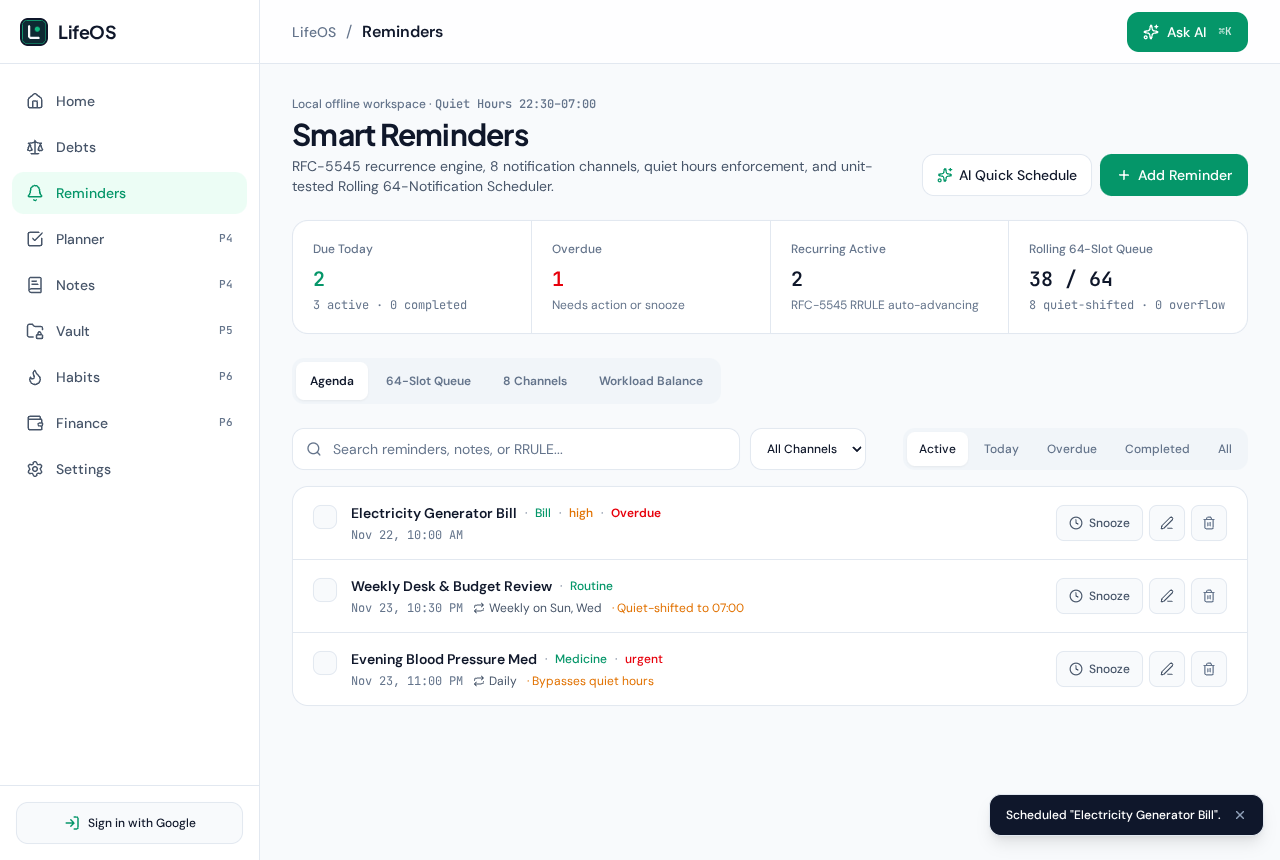 LifeOS
LifeOS / Reminders
Ask AI ⌘K
Home
Debts
Reminders
Planner P4
Notes P4
Vault P5
Habits P6
Finance P6
Settings
Sign in with Google
Local offline workspace · Quiet Hours 22:30–07:00
Smart Reminders
RFC-5545 recurrence engine, 8 notification channels, quiet hours enforcement, and unit-
tested Rolling 64-Notification Scheduler.
AI Quick Schedule
Add Reminder
Due Today
2
3 active · 0 completed
Overdue
1
Needs action or snooze
Recurring Active
2
RFC-5545 RRULE auto-advancing
Rolling 64-Slot Queue
38 / 64
8 quiet-shifted · 0 overflow
Agenda
64-Slot Queue
8 Channels
Workload Balance
Search reminders, notes, or RRULE...
All Channels
Active
Today
Overdue
Completed
All
Electricity Generator Bill · Bill · high · Overdue
Nov 22, 10:00 AM
Snooze
Weekly Desk & Budget Review · Routine
Nov 23, 10:30 PM Weekly on Sun, Wed · Quiet-shifted to 07:00
Snooze
Evening Blood Pressure Med · Medicine · urgent
Nov 23, 11:00 PM Daily · Bypasses quiet hours
Snooze
Scheduled "Electricity Generator Bill".